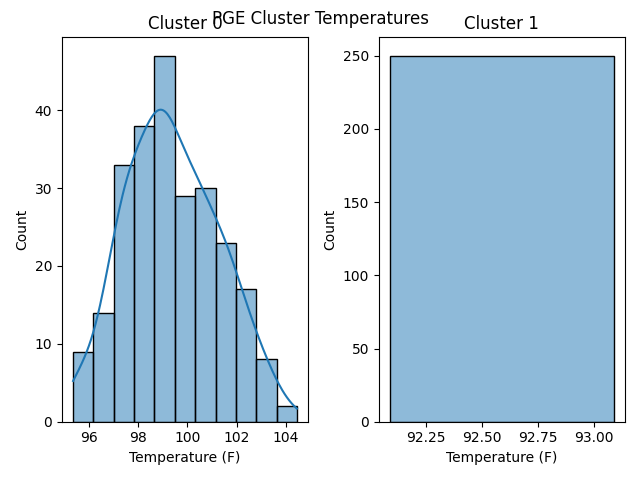 PGE Cluster Temperatures
Cluster 0
Count
40
30
20
10
0
96 98 100 102 104
Temperature (F)
Cluster 1
Count
250
200
150
100
50
0
92.25 92.50 92.75 93.00
Temperature (F)